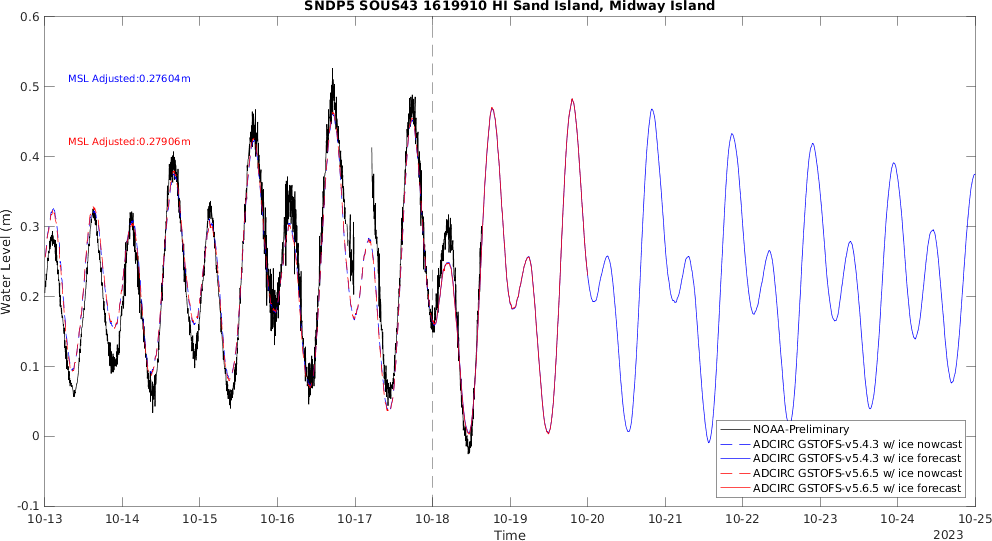 SNDP5 SOUS43 1619910 HI Sand Island, Midway Island
0.6
0.5
0.4
0.3
0.2
0.1
0
-0.1
Water Level (m)
MSL Adjusted:0.27604m
MSL Adjusted:0.27906m
NOAA-Preliminary
ADCIRC GSTOFS-v5.4.3 w/ ice nowcast
ADCIRC GSTOFS-v5.4.3 w/ ice forecast
ADCIRC GSTOFS-v5.6.5 w/ ice nowcast
ADCIRC GSTOFS-v5.6.5 w/ ice forecast
10-13 10-14 10-15 10-16 10-17 10-18 10-19 10-20 10-21 10-22 10-23 10-24 10-25
Time
2023